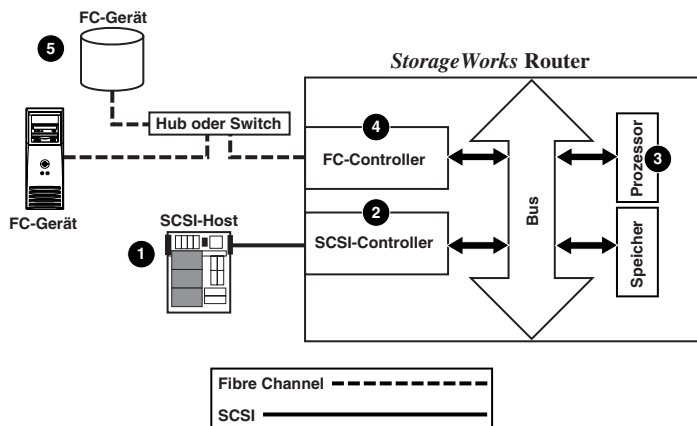 FC-Gerät
5
StorageWorks Router
Hub oder Switch
4
FC-Controller
Prozessor
3
FC-Gerät
SCSI-Host
1
2
SCSI-Controller
Bus
Speicher
Fibre Channel
SCSI